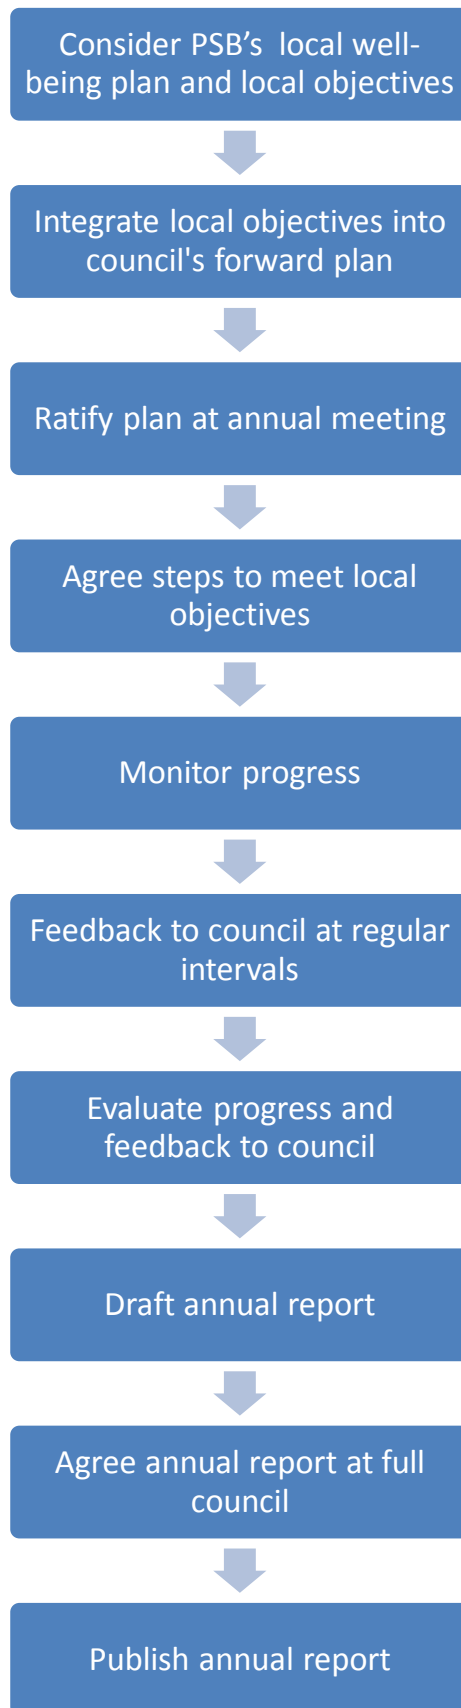 Consider PSB’s  local well-
being plan and local objectives
Integrate local objectives into
council's forward plan
Ratify plan at annual meeting
Agree steps to meet local
objectives
Monitor progress
Feedback to council at regular
intervals
Evaluate progress and
feedback to council
Draft annual report
Agree annual report at full
council
Publish annual report